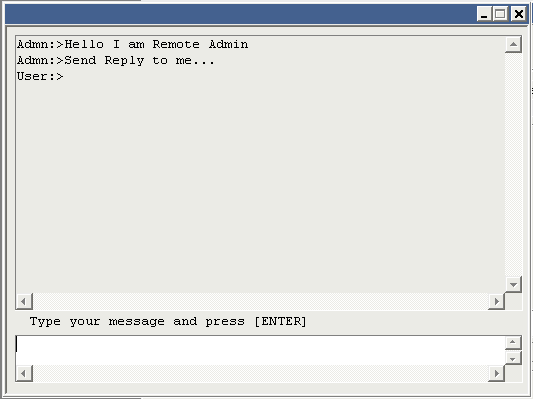 Admn:>Hello I am Remote Admin
Admn:>Send Reply to me...
User:>
Type your message and press [ENTER]